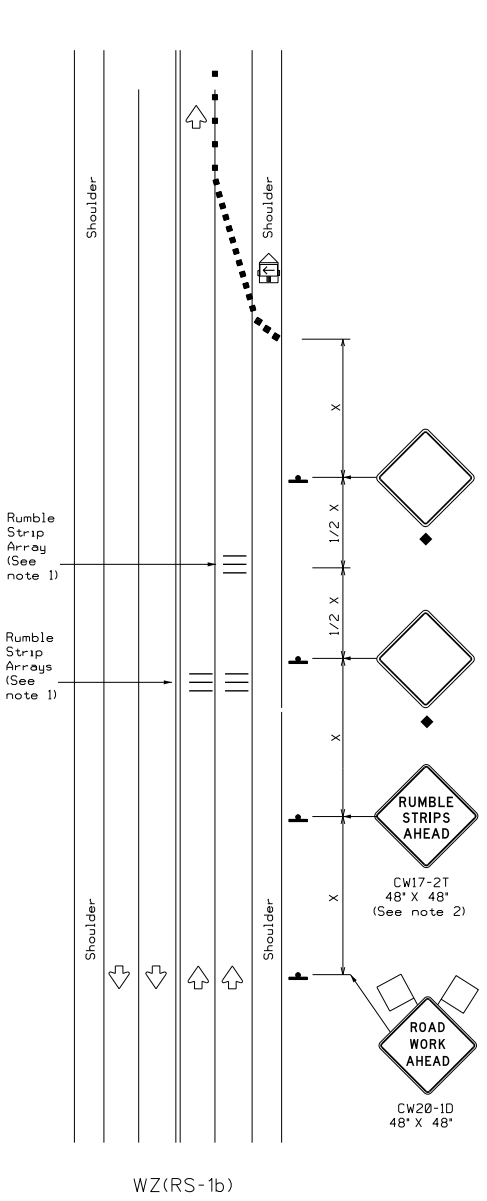 Shoulder
Shoulder
X
1/2 X
Rumble
Strip
Array
(See
note 1)
1/2 X
Rumble
Strip
Arrays
(See
note 1)
X
RUMBLE
STRIPS
AHEAD
CW17-2T
48" X 48"
(See note 2)
Shoulder
Shoulder
X
ROAD
WORK
AHEAD
CW20-1D
48" X 48"
WZ(RS-1b)